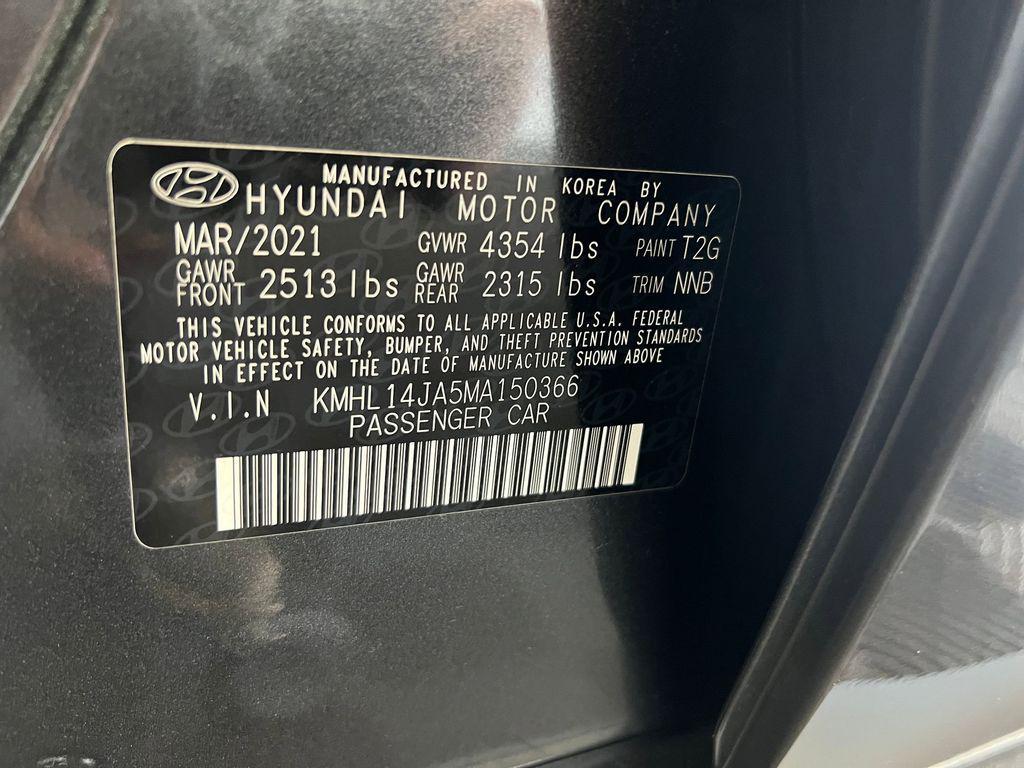 MANUFACTURED IN KOREA BY
HYUNDAI MOTOR COMPANY
MAR/2021 GVWR 4354 lbs PAINT T2G
GAWR FRONT 2513 lbs GAWR REAR 2315 lbs TRIM NNB
THIS VEHICLE CONFORMS TO ALL APPLICABLE U.S.A. FEDERAL
MOTOR VEHICLE SAFETY, BUMPER, AND THEFT PREVENTION STANDARDS
IN EFFECT ON THE DATE OF MANUFACTURE SHOWN ABOVE
V.I.N KMHL14JA5MA150366
PASSENGER CAR